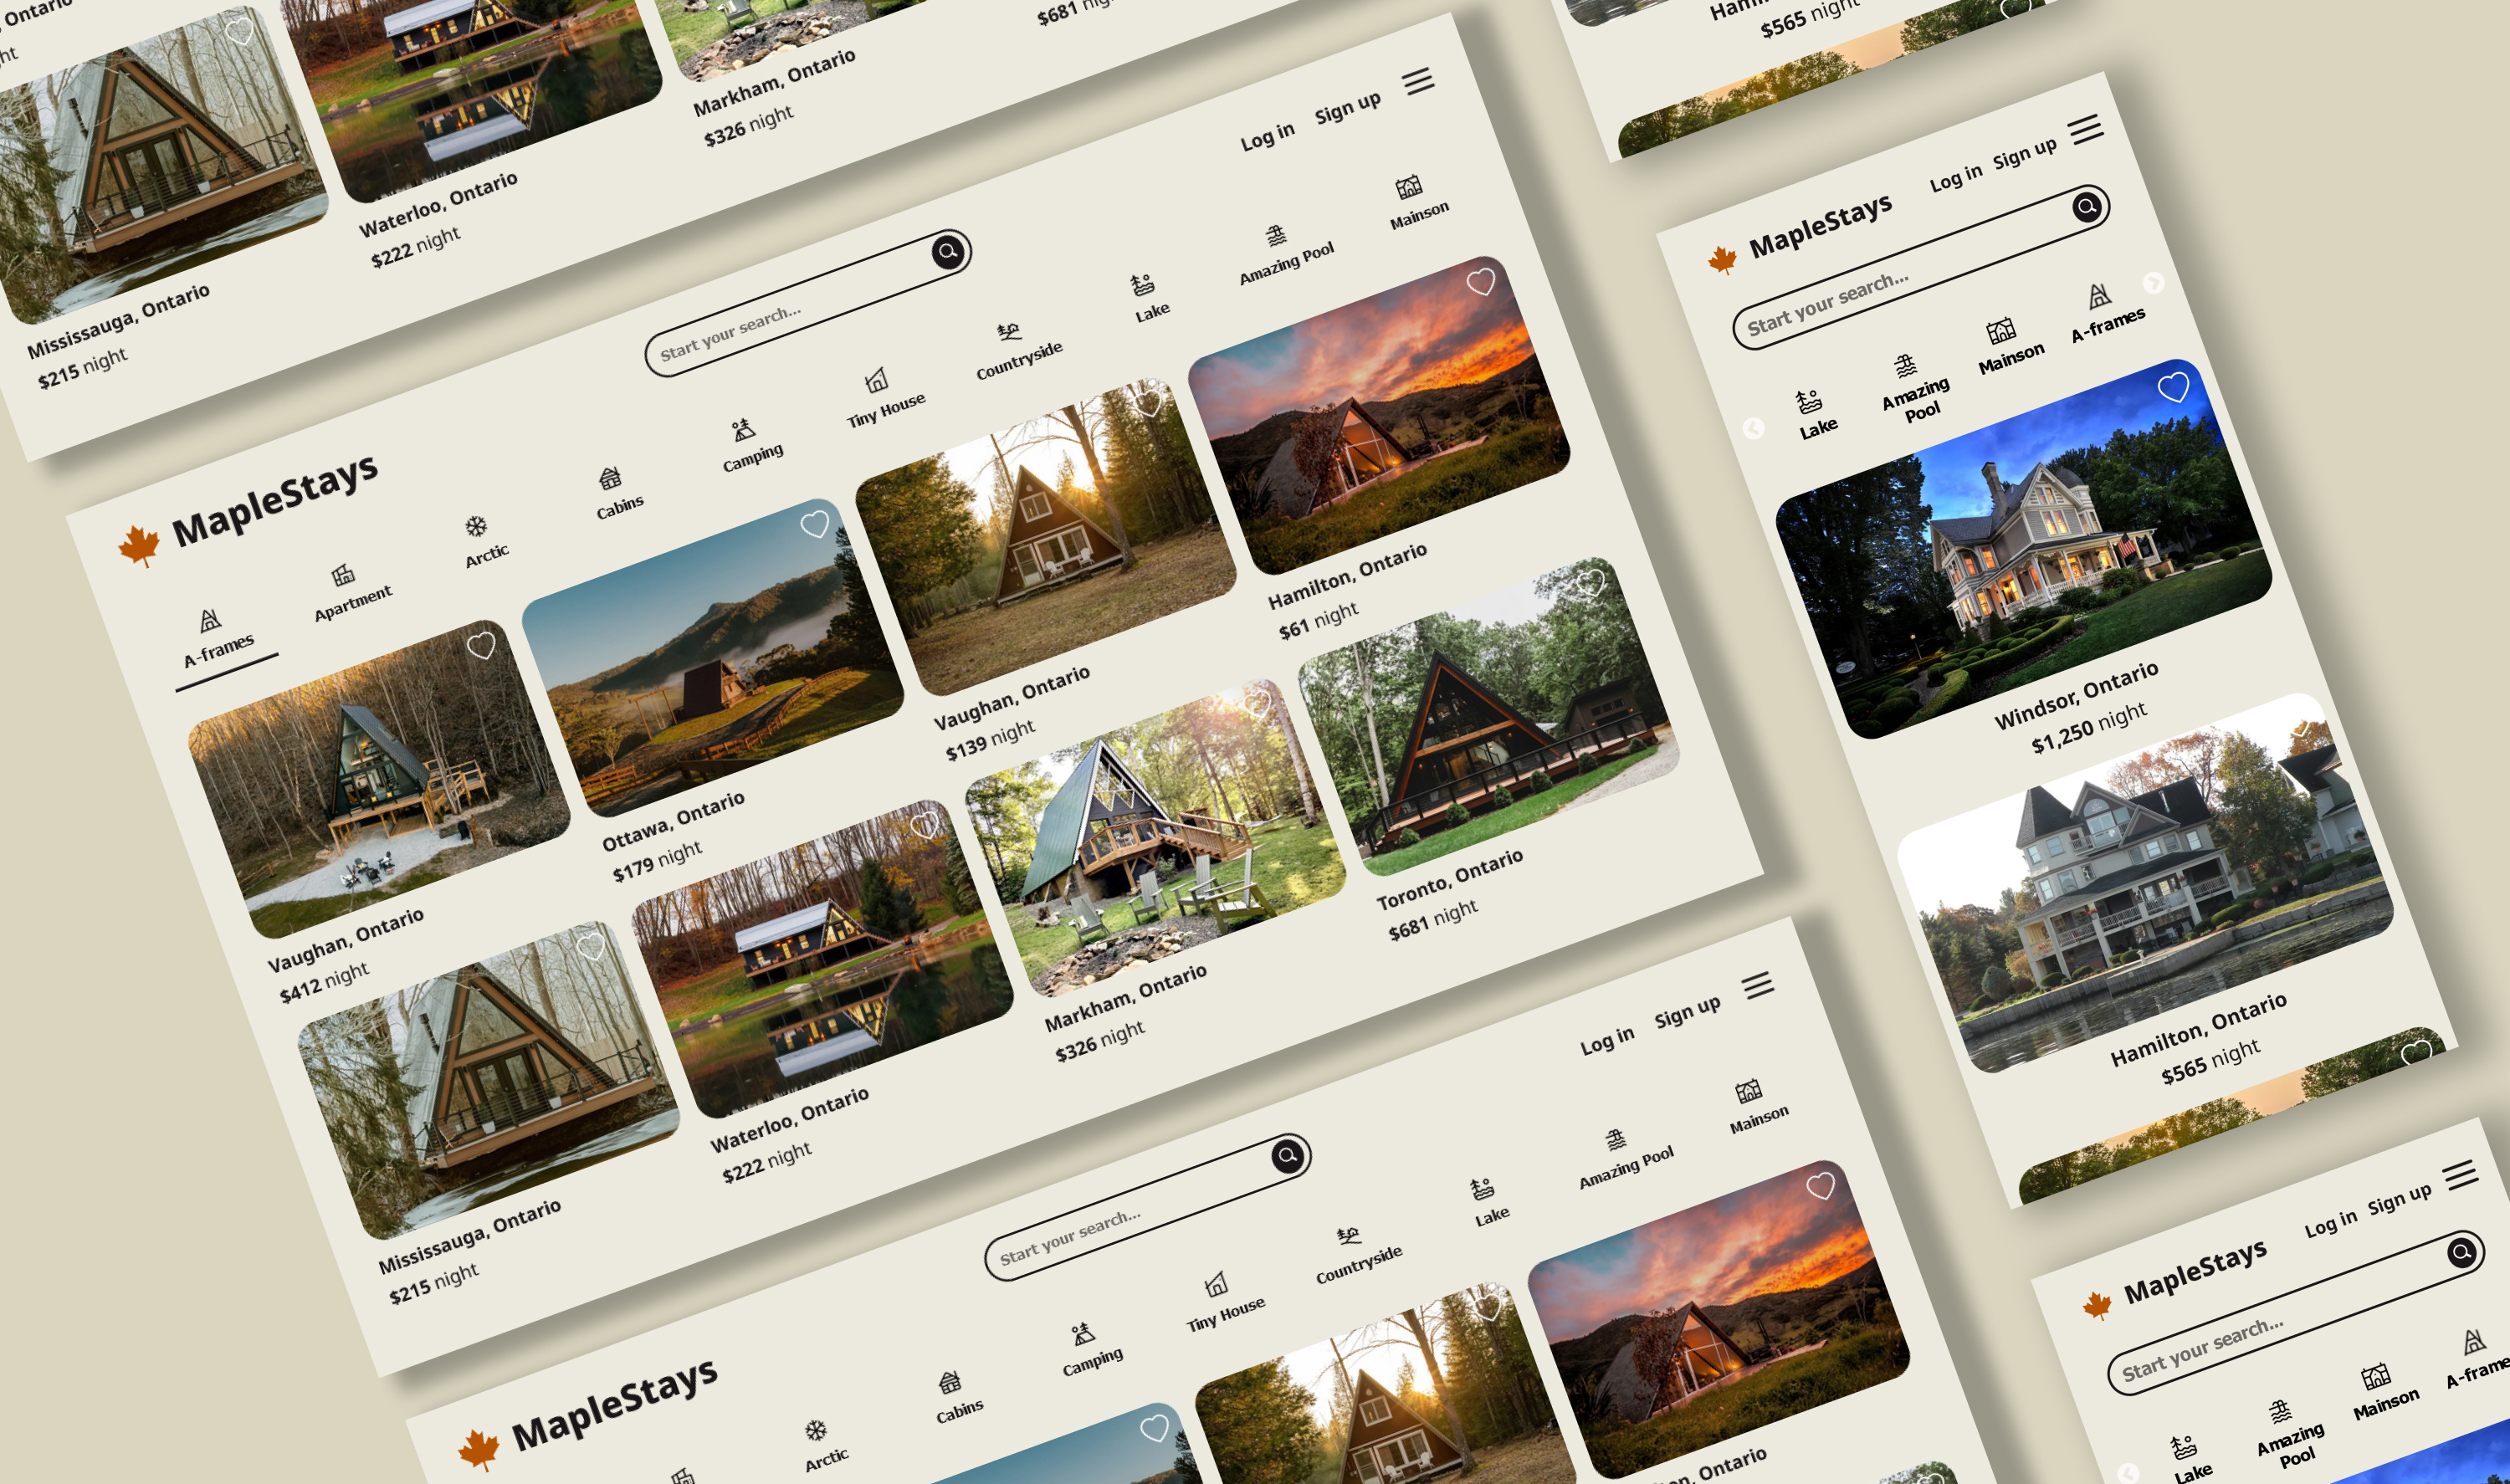 $681
Markham, Ontario
$326 night
Waterloo, Ontario
$222 night
Mississauga, Ontario
$215 night
Log in Sign up
Start your search...
MapleStays
A-frames
Apartment
Arctic
Cabins
Camping
Tiny House
Countryside
Lake
Amazing Pool
Mainson
Vaughan, Ontario
$412 night
Ottawa, Ontario
$179 night
Vaughan, Ontario
$139 night
Hamilton, Ontario
$61 night
Mississauga, Ontario
$215 night
Waterloo, Ontario
$222 night
Markham, Ontario
$326 night
Toronto, Ontario
$681 night
Log in Sign up
Start your search...
MapleStays
Arctic
Cabins
Camping
Tiny House
Countryside
Lake
Amazing Pool
Mainson
Ontario
$565 night
MapleStays
Log in Sign up
Start your search...
Lake
Amazing
Pool
Mainson
A-frames
Windsor, Ontario
$1,250 night
Hamilton, Ontario
$565 night
MapleStays
Log in Sign up
Start your search...
Lake
Amazing
Pool
Mainson
A-frame